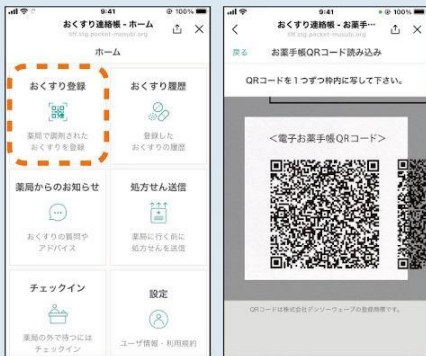 9:41
100%
おくすり連絡帳 - ホーム
ホーム
おくすり登録
薬局で調剤された
おくすりを登録
おくすり履歴
登録した
おくすりの履歴
薬局からのお知らせ
おくすりの質問や
アドバイス
処方せん送信
薬局に行く前に
処方せんを送信
チェックイン
薬局の外で待つには
チェックイン
設定
ユーザ情報・利用規約
9:41
100%
おくすり連絡帳 - お薬手…
戻る
お薬手帳QRコード読み込み
QRコードを1つずつ枠内に写して下さい。
<電子お薬手帳QRコード>
QRコードは株式会社デンソーウェーブの登録商標です。